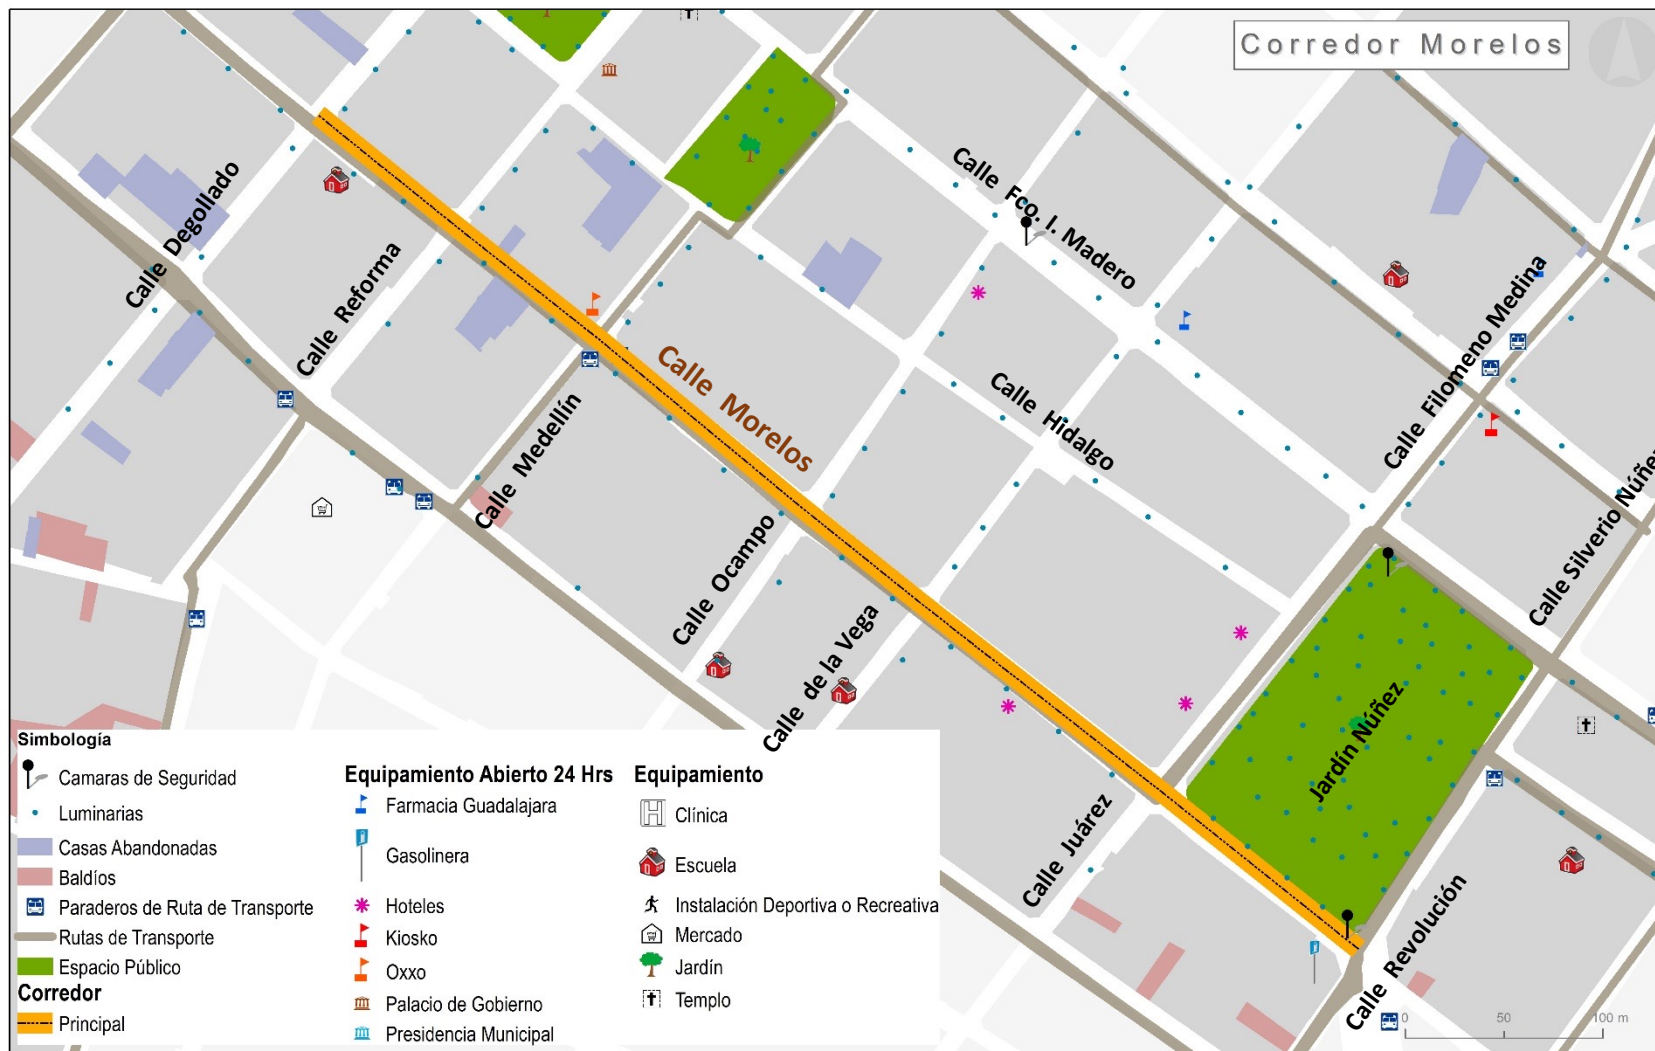 Corredor Morelos
Calle Degollado
Calle Reforma
Calle Medellín
Calle Morelos
Calle Ocampo
Calle de la Vega
Calle Fco. I. Madero
Calle Hidalgo
Calle Filomeno Medina
Calle Silverio Núñez
Jardín Núñez
Calle Juárez
Calle Revolución
Simbología
Camaras de Seguridad
Luminarias
Casas Abandonadas
Baldíos
Paraderos de Ruta de Transporte
Rutas de Transporte
Espacio Público
Corredor
Principal
Equipamiento Abierto 24 Hrs
Farmacia Guadalajara
Gasolinera
Hoteles
Kiosko
Oxxo
Palacio de Gobierno
Presidencia Municipal
Equipamiento
Clínica
Escuela
Instalación Deportiva o Recreativa
Mercado
Jardín
Templo
0 50 100 m